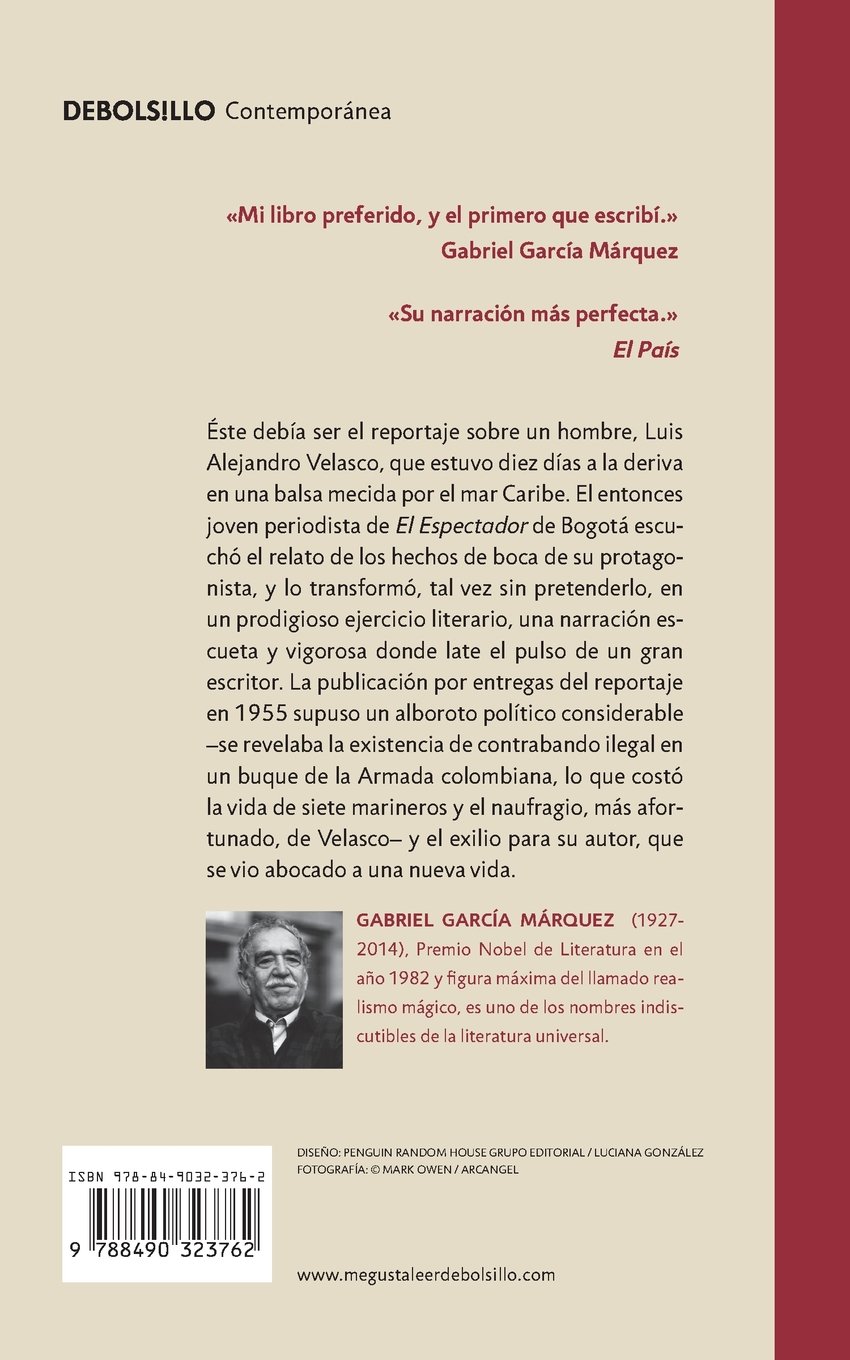 DEBOLS!LLO Contemporánea
«Mi libro preferido, y el primero que escribí.»
Gabriel García Márquez
«Su narración más perfecta.»
El País
Éste debía ser el reportaje sobre un hombre, Luis
Alejandro Velasco, que estuvo diez días a la deriva
en una balsa mecida por el mar Caribe. El entonces
joven periodista de El Espectador de Bogotá escu-
chó el relato de los hechos de boca de su protago-
nista, y lo transformó, tal vez sin pretenderlo, en
un prodigioso ejercicio literario, una narración es-
cueta y vigorosa donde late el pulso de un gran
escritor. La publicación por entregas del reportaje
en 1955 supuso un alboroto político considerable
–se revelaba la existencia de contrabando ilegal en
un buque de la Armada colombiana, lo que costó
la vida de siete marineros y el naufragio, más afor-
tunado, de Velasco– y el exilio para su autor, que
se vio abocado a una nueva vida.
GABRIEL GARCÍA MÁRQUEZ (1927-
2014), Premio Nobel de Literatura en el
año 1982 y figura máxima del llamado rea-
lismo mágico, es uno de los nombres indis-
cutibles de la literatura universal.
DISEÑO: PENGUIN RANDOM HOUSE GRUPO EDITORIAL / LUCIANA GONZÁLEZ
FOTOGRAFÍA: © MARK OWEN / ARCANGEL
ISBN 978-84-9032-376-2
9 788490 323762
www.megustaleerdebolsillo.com